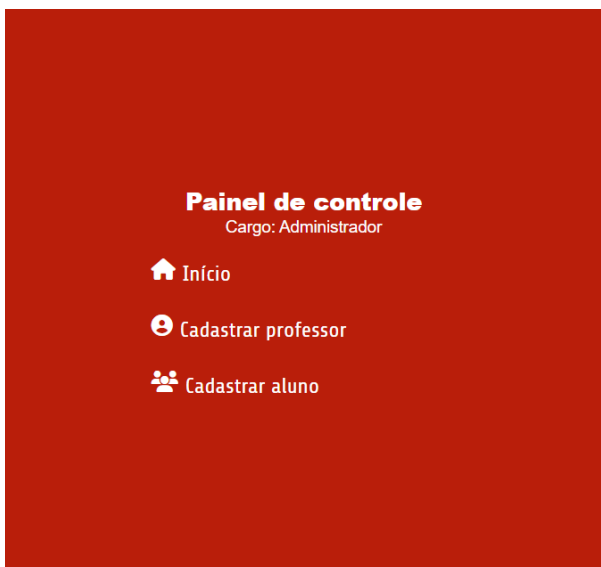 Painel de controle
Cargo: Administrador
Início
Cadastrar professor
Cadastrar aluno